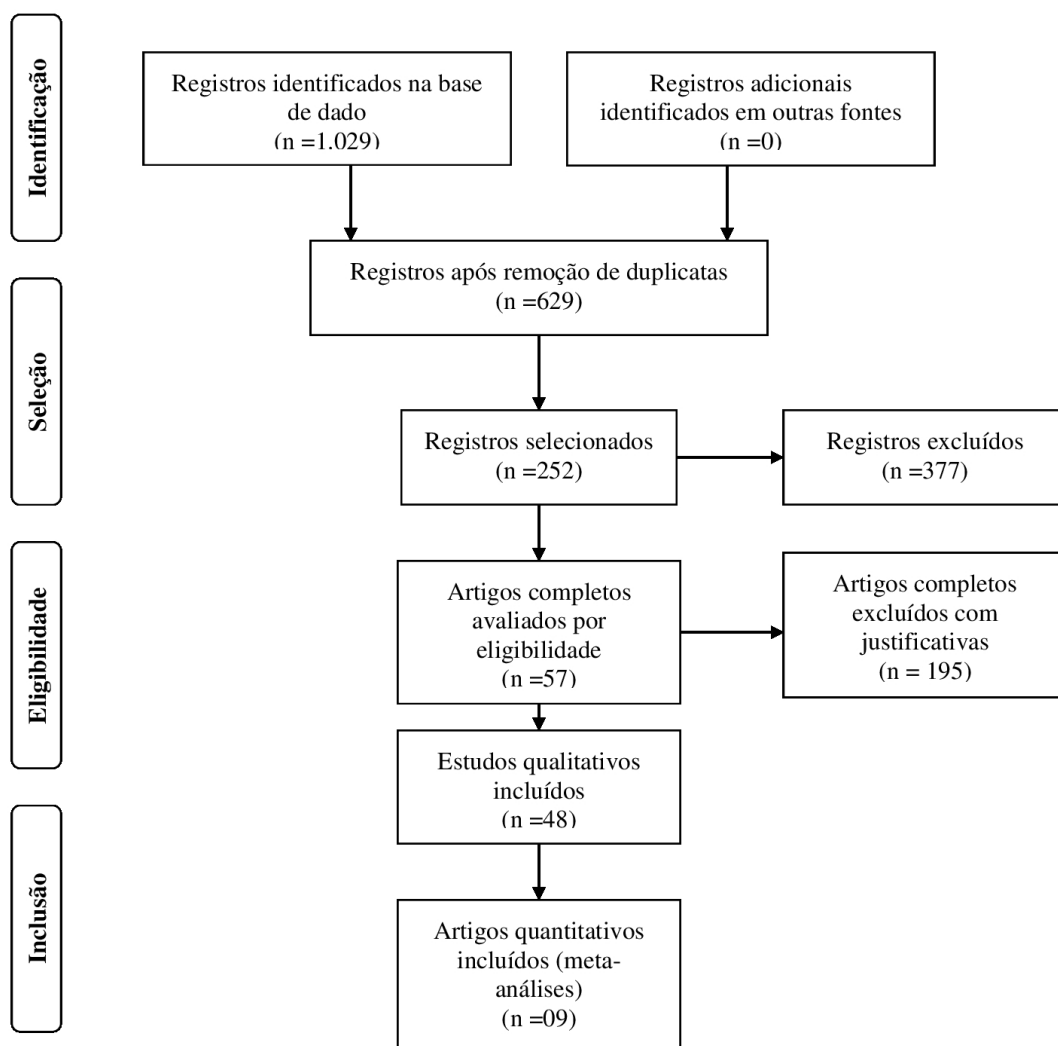 Identificação
Registros identificados na base
de dado
(n =1.029)
Registros adicionais
identificados em outras fontes
(n =0)
Registros após remoção de duplicatas
(n =629)
Seleção
Registros selecionados
(n =252)
Registros excluídos
(n =377)
Eligibilidade
Artigos completos
avaliados por
eligibilidade
(n =57)
Artigos completos
excluídos com
justificativas
(n = 195)
Estudos qualitativos
incluídos
(n =48)
Inclusão
Artigos quantitativos
incluídos (meta-
análises)
(n =09)